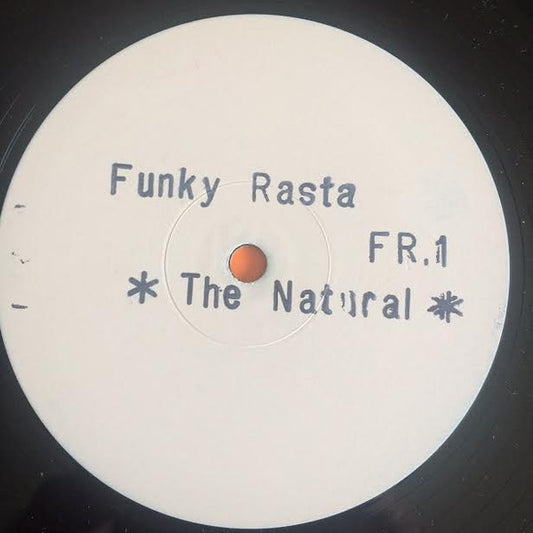 Funky Rasta
FR.1
* The Natural *